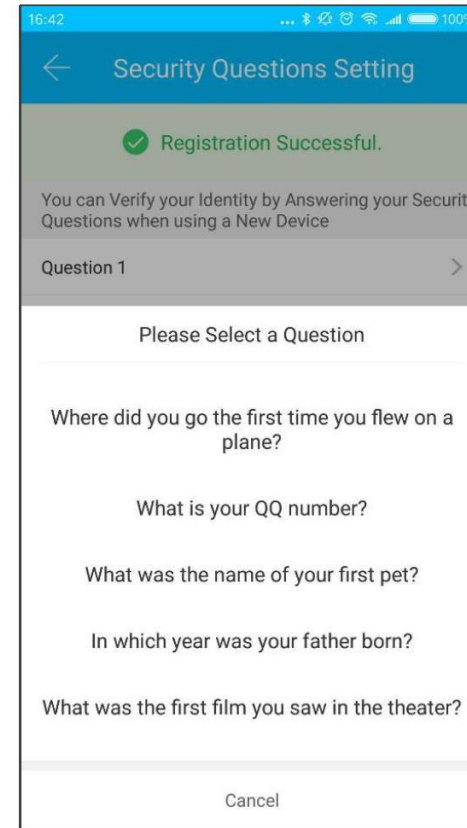 16:42 ... 100%
Security Questions Setting
Registration Successful.
You can Verify your Identity by Answering your Securit
Questions when using a New Device
Question 1
Please Select a Question
Where did you go the first time you flew on a
plane?
What is your QQ number?
What was the name of your first pet?
In which year was your father born?
What was the first film you saw in the theater?
Cancel